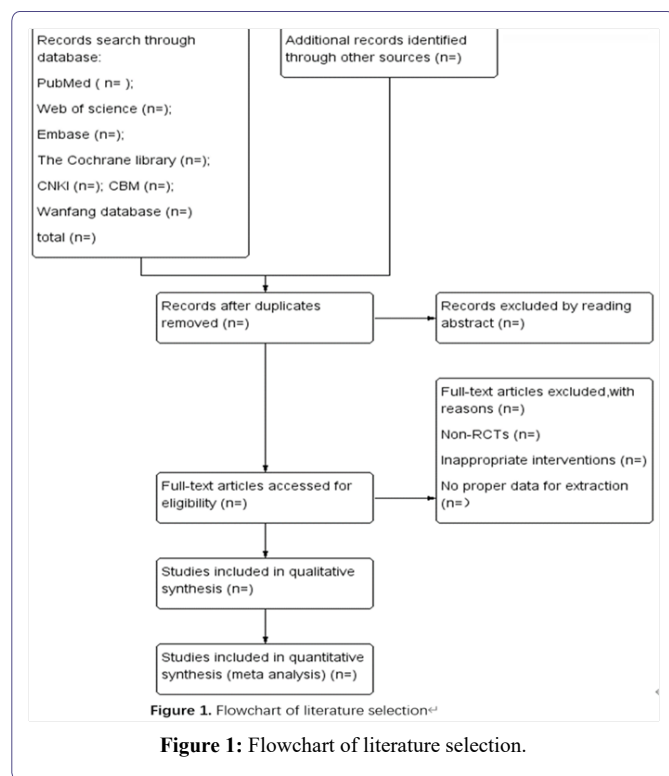 Records search through
database:
PubMed ( n= );
Web of science (n=);
Embase (n=);
The Cochrane library (n=);
CNKI (n=); CBM (n=);
Wanfang database (n=)
total (n=)
Additional records identified
through other sources (n=)
Records after duplicates
removed (n=)
Records excluded by reading
abstract (n=)
Full-text articles excluded,with
reasons (n=)
Non-RCTs (n=)
Inappropriate interventions (n=)
No proper data for extraction
(n=)
Full-text articles accessed for
eligibility (n=)
Studies included in qualitative
synthesis (n=)
Studies included in quantitative
synthesis (meta analysis) (n=)
Figure 1. Flowchart of literature selection↵
Figure 1: Flowchart of literature selection.